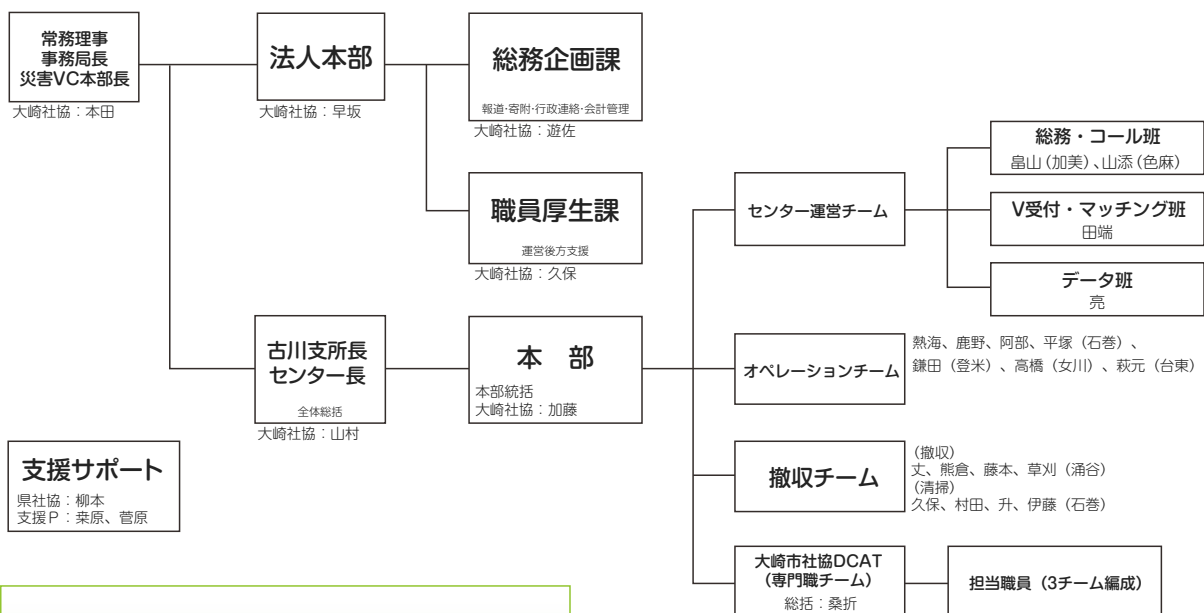 常務理事
事務局長
災害VC本部長
大崎社協：本田
法人本部
大崎社協：早坂
総務企画課
報道・寄附・行政連絡・会計管理
大崎社協：遊佐
職員厚生課
運営後方支援
大崎社協：久保
古川支所長
センター長
全体総括
大崎社協：山村
本　部
本部統括
大崎社協：加藤
センター運営チーム
総務・コール班
畠山（加美）、山添（色麻）
V受付・マッチング班
田端
データ班
亮
オペレーションチーム
熱海、鹿野、阿部、平塚（石巻）、
鎌田（登米）、高橋（女川）、萩元（台東）
撤収チーム
（撤収）
丈、熊倉、藤本、草刈（涌谷）
（清掃）
久保、村田、升、伊藤（石巻）
大崎市社協DCAT
（専門職チーム）
総括：桑折
担当職員（3チーム編成）
支援サポート
県社協：柳本
支援P：桒原、菅原